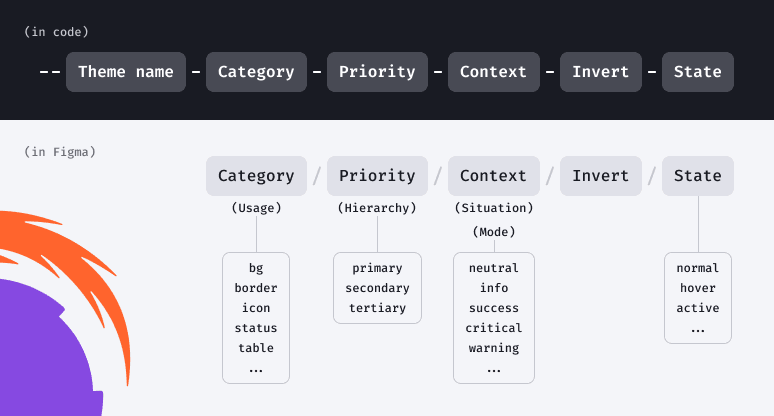 (in code)
-- Theme name - Category - Priority - Context - Invert - State
(in Figma)
Category / Priority / Context / Invert / State
(Usage) (Hierarchy) (Situation)
(Mode)
bg primary neutral normal
border secondary info hover
icon tertiary success active
status critical ...
table warning
... ...